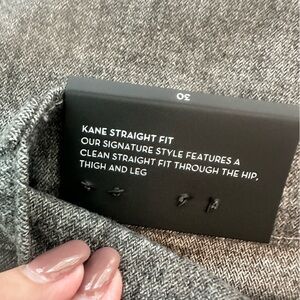 30
KANE STRAIGHT FIT
OUR SIGNATURE STYLE FEATURES A
CLEAN STRAIGHT FIT THROUGH THE HIP,
THIGH AND LEG